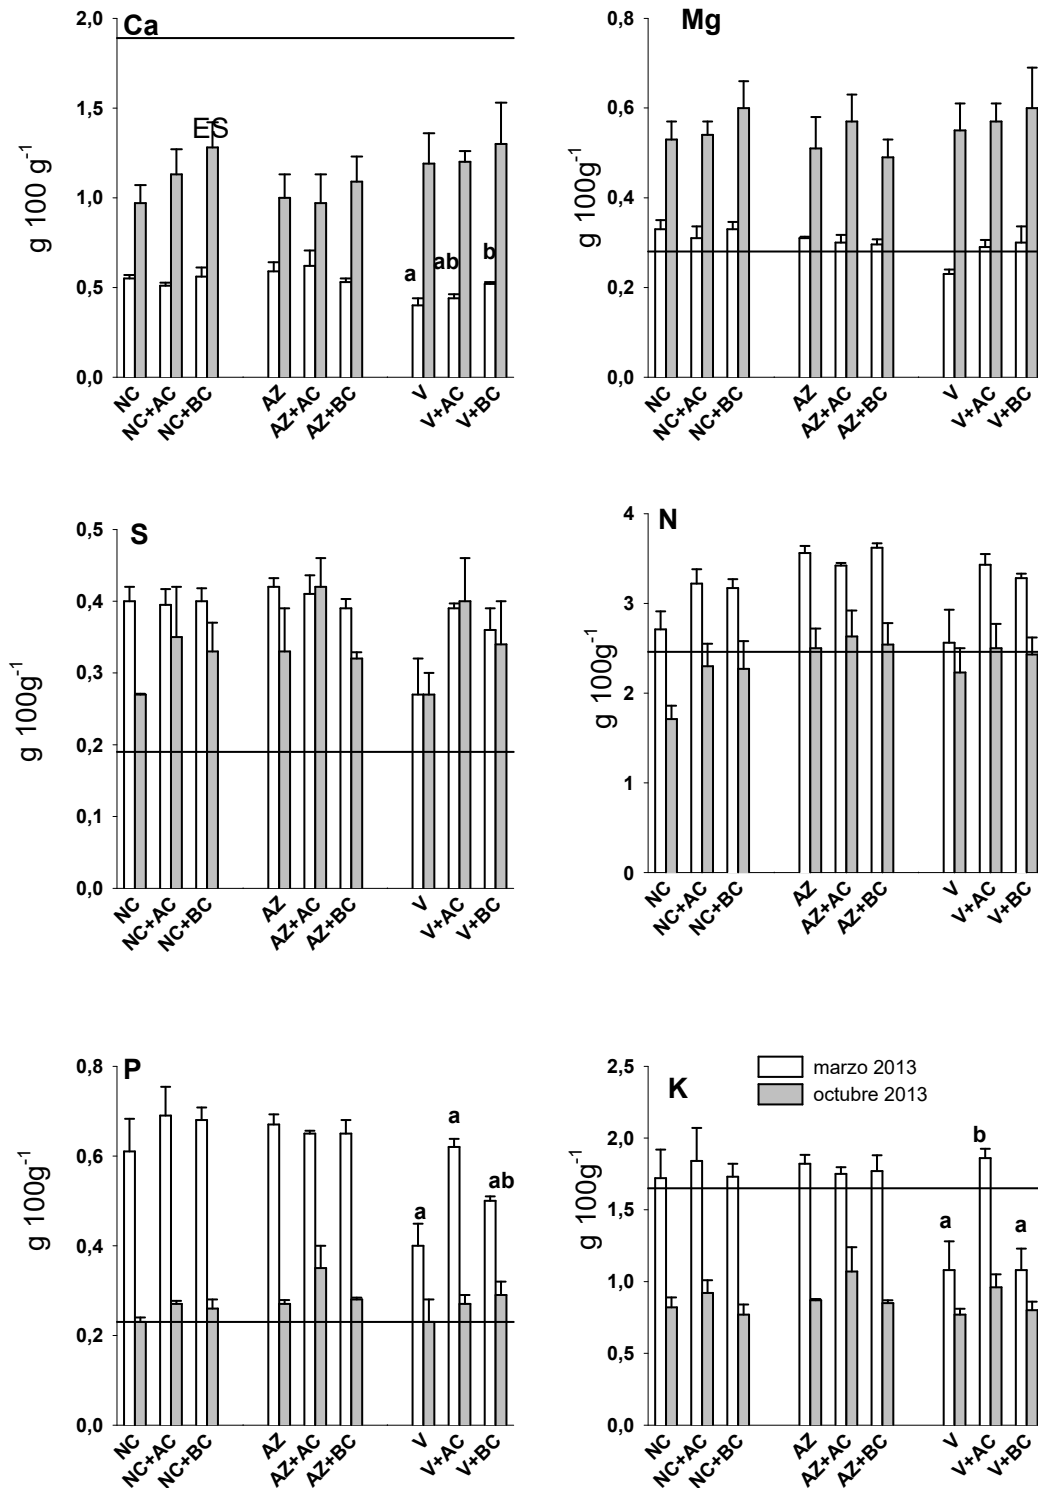 Ca
g 100 g-1
2,0
1,5
1,0
0,5
0,0
ES
a
ab
b
NC
NC+AC
NC+BC
AZ
AZ+AC
AZ+BC
V
V+AC
V+BC
Mg
g 100g-1
0,8
0,6
0,4
0,2
0,0
NC
NC+AC
NC+BC
AZ
AZ+AC
AZ+BC
V
V+AC
V+BC
S
g 100g-1
0,5
0,4
0,3
0,2
0,1
0,0
NC
NC+AC
NC+BC
AZ
AZ+AC
AZ+BC
V
V+AC
V+BC
N
g 100g-1
4
3
2
1
0
NC
NC+AC
NC+BC
AZ
AZ+AC
AZ+BC
V
V+AC
V+BC
P
g 100g-1
0,8
0,6
0,4
0,2
0,0
a
a
ab
NC
NC+AC
NC+BC
AZ
AZ+AC
AZ+BC
V
V+AC
V+BC
K
marzo 2013
octubre 2013
g 100g-1
2,5
2,0
1,5
1,0
0,5
0,0
a
b
a
NC
NC+AC
NC+BC
AZ
AZ+AC
AZ+BC
V
V+AC
V+BC